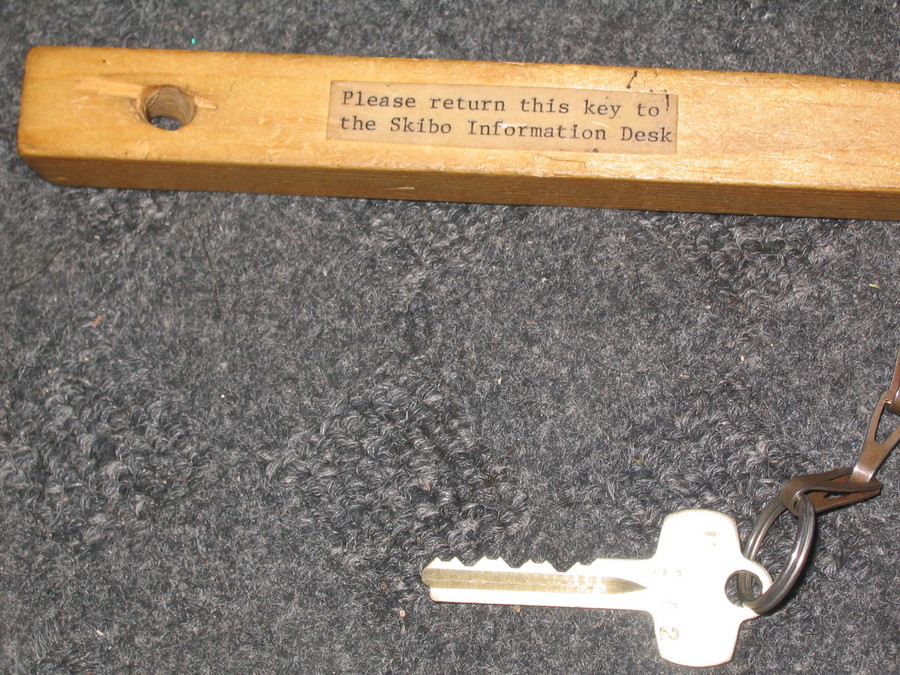 Please return this key to
the Skibo Information Desk